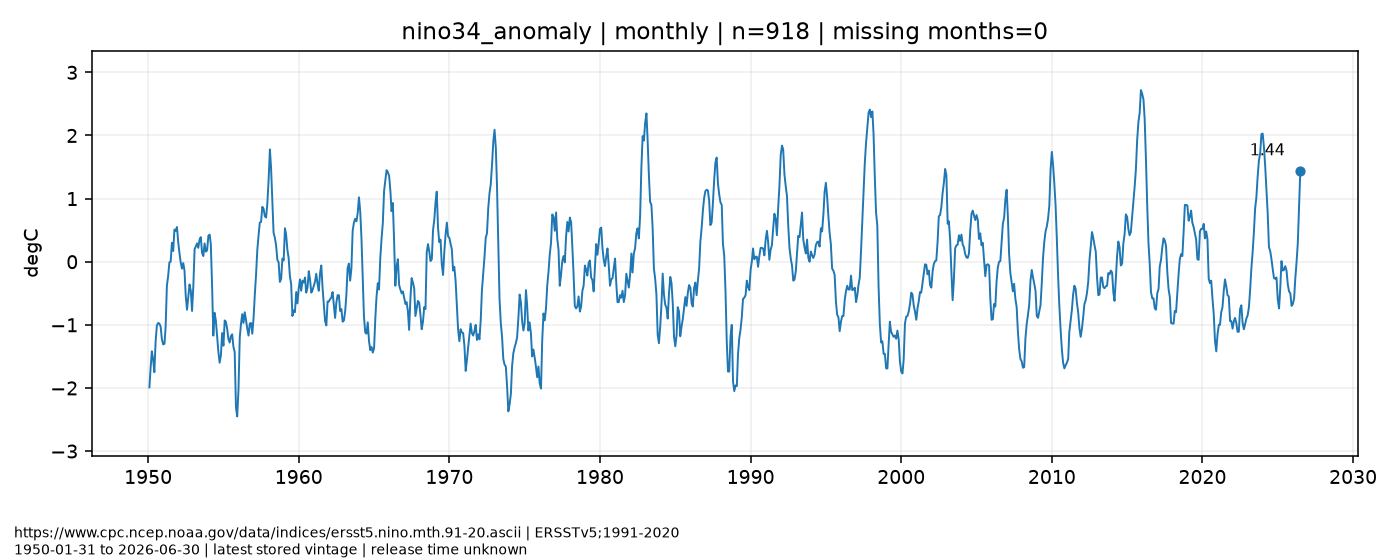 nino34_anomaly | monthly | n=918 | missing months=0
degC
3
2
1
0
−1
−2
−3
1.44
1950 1960 1970 1980 1990 2000 2010 2020 2030
https://www.cpc.ncep.noaa.gov/data/indices/ersst5.nino.mth.91-20.ascii | ERSSTv5;1991-2020
1950-01-31 to 2026-06-30 | latest stored vintage | release time unknown